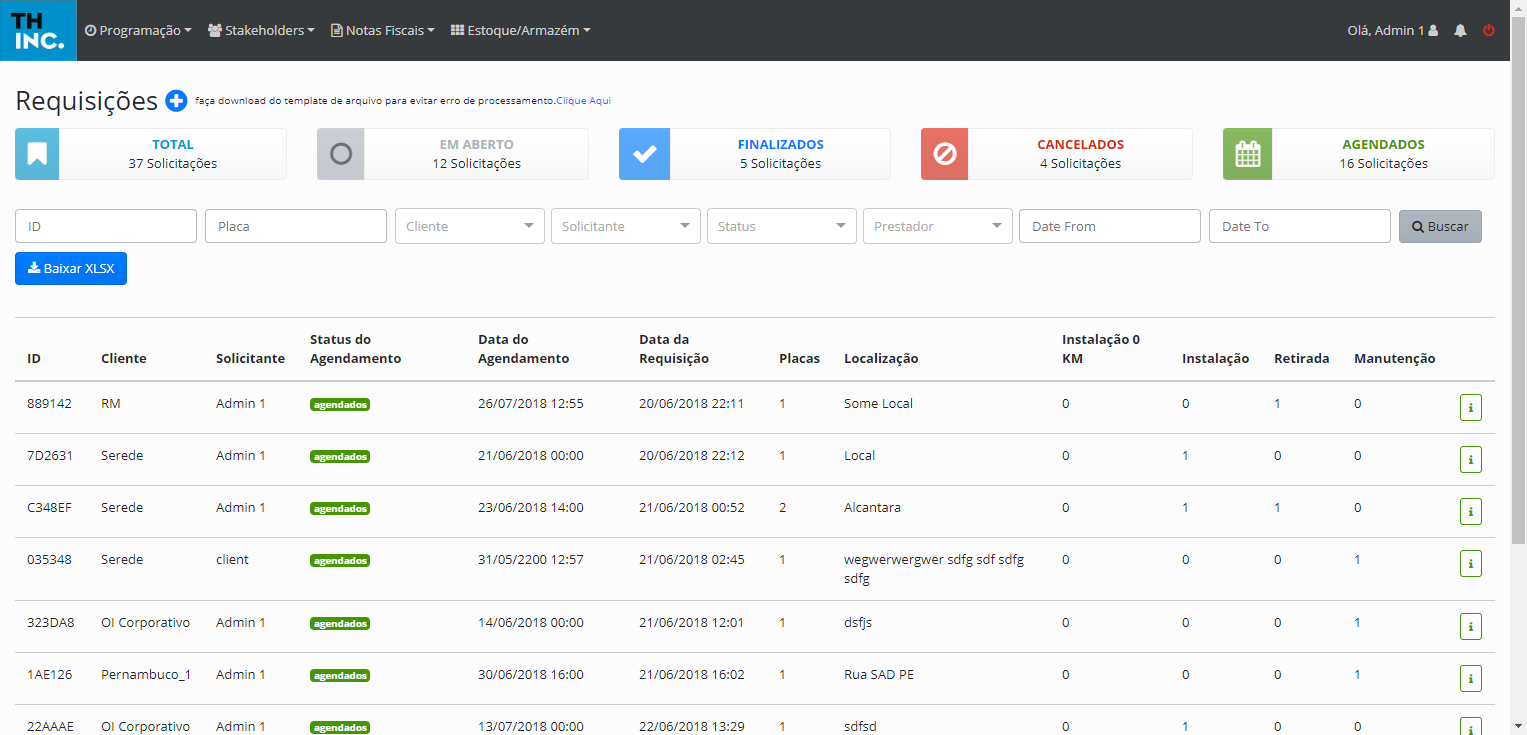 TH
INC.
Programação Stakeholders Notas Fiscais Estoque/Armazém Olá, Admin 1
Requisições faça download do template de arquivo para evitar erro de processamento.Clique Aqui
TOTAL
37 Solicitações
EM ABERTO
12 Solicitações
FINALIZADOS
5 Solicitações
CANCELADOS
4 Solicitações
AGENDADOS
16 Solicitações
ID Placa Cliente Solicitante Status Prestador Date From Date To Buscar
Baixar XLSX
ID Cliente Solicitante Status do Agendamento Data do Agendamento Data da Requisição Placas Localização Instalação 0 KM Instalação Retirada Manutenção
889142 RM Admin 1 agendados 26/07/2018 12:55 20/06/2018 22:11 1 Some Local 0 0 1 0
7D2631 Serede Admin 1 agendados 21/06/2018 00:00 20/06/2018 22:12 1 Local 0 1 0 0
C348EF Serede Admin 1 agendados 23/06/2018 14:00 21/06/2018 00:52 2 Alcantara 0 1 1 0
035348 Serede client agendados 31/05/2200 12:57 21/06/2018 02:45 1 wegwerwergwer sdfg sdf sdfg sdfg 0 0 0 1
323DA8 OI Corporativo Admin 1 agendados 14/06/2018 00:00 21/06/2018 12:01 1 dsfjs 0 0 0 1
1AE126 Pernambuco_1 Admin 1 agendados 30/06/2018 16:00 21/06/2018 16:02 1 Rua SAD PE 0 0 0 1
22AAAE OI Corporativo Admin 1 agendados 13/07/2018 00:00 22/06/2018 13:29 1 sdfsd 0 1 0 0